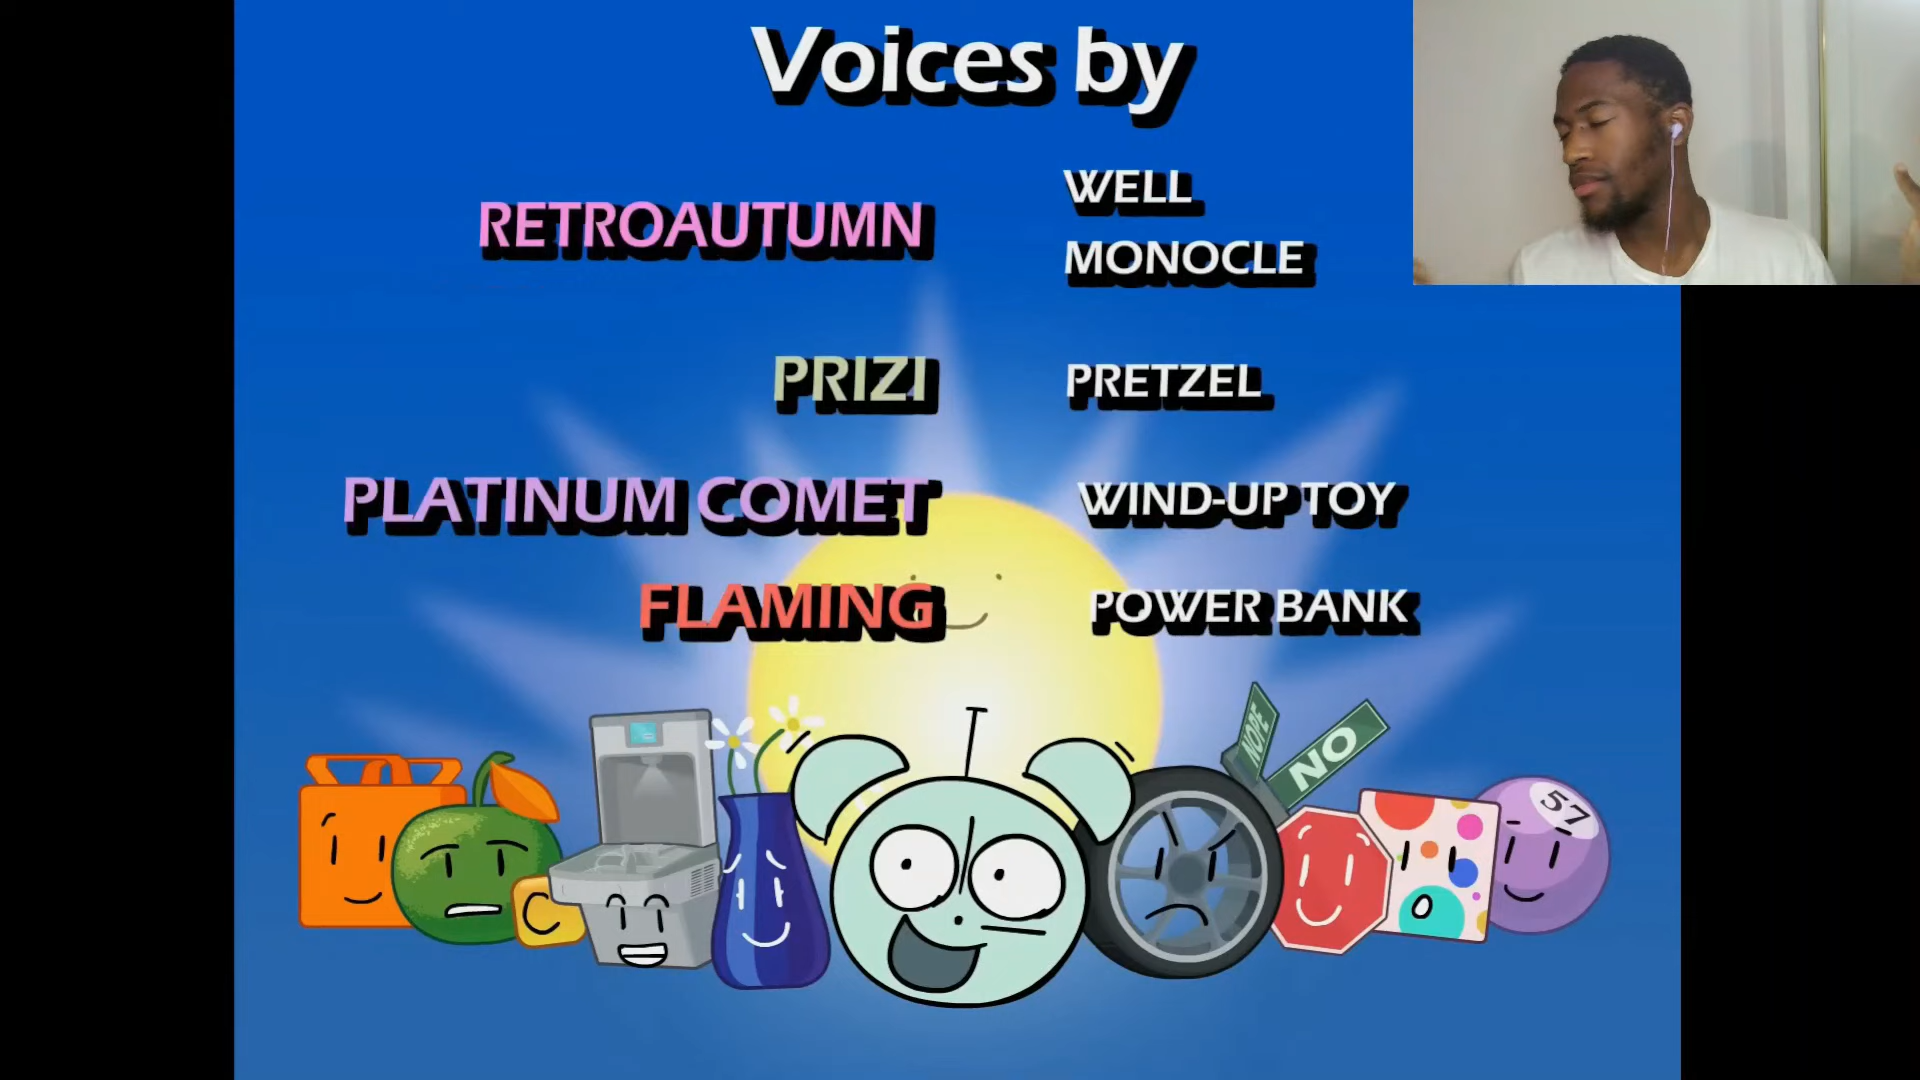 Voices by
RETROAUTUMN
WELL
MONOCLE
PRIZI
PRETZEL
PLATINUM COMET
WIND-UP TOY
FLAMING
POWER BANK
NOPE
NO
C
57